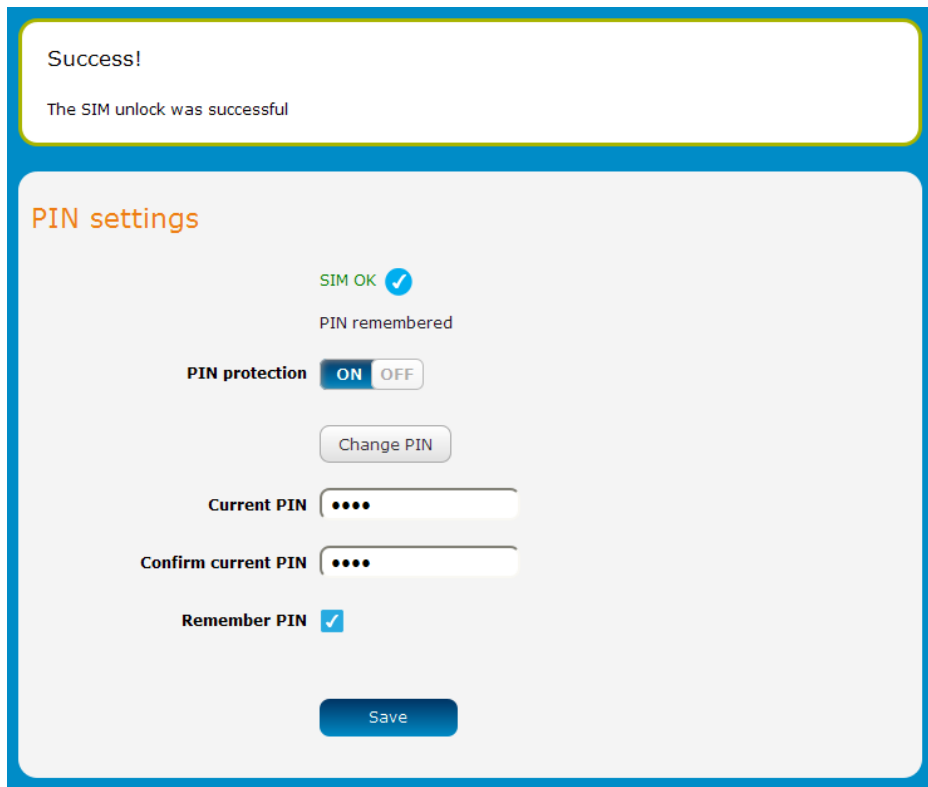 Success!
The SIM unlock was successful
PIN settings
SIM OK
PIN remembered
PIN protection ON OFF
Change PIN
Current PIN ••••
Confirm current PIN ••••
Remember PIN
Save